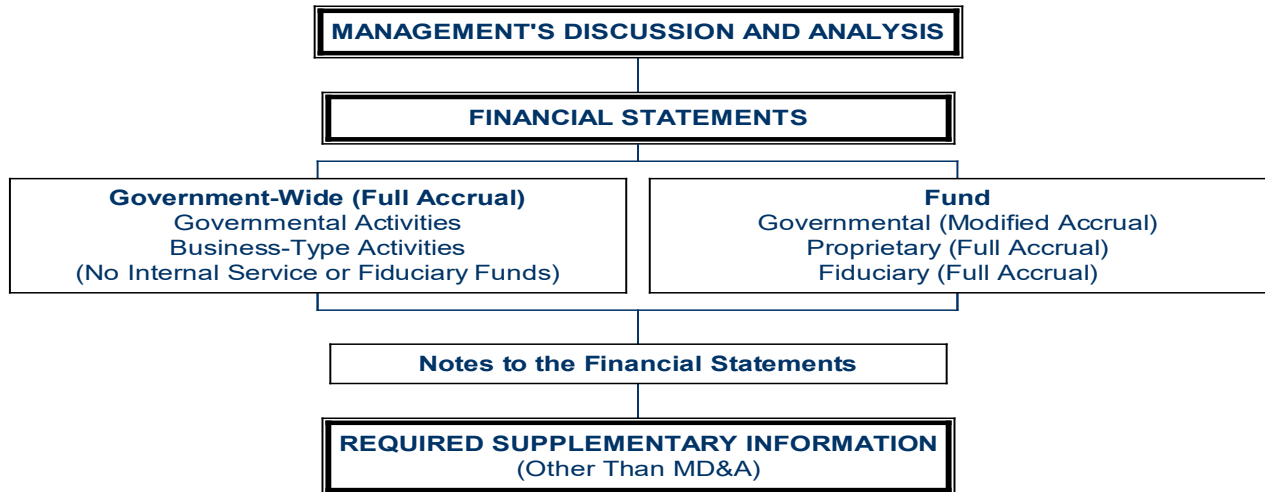 MANAGEMENT'S DISCUSSION AND ANALYSIS
FINANCIAL STATEMENTS
Government-Wide (Full Accrual)
Governmental Activities
Business-Type Activities
(No Internal Service or Fiduciary Funds)
Fund
Governmental (Modified Accrual)
Proprietary (Full Accrual)
Fiduciary (Full Accrual)
Notes to the Financial Statements
REQUIRED SUPPLEMENTARY INFORMATION
(Other Than MD&A)